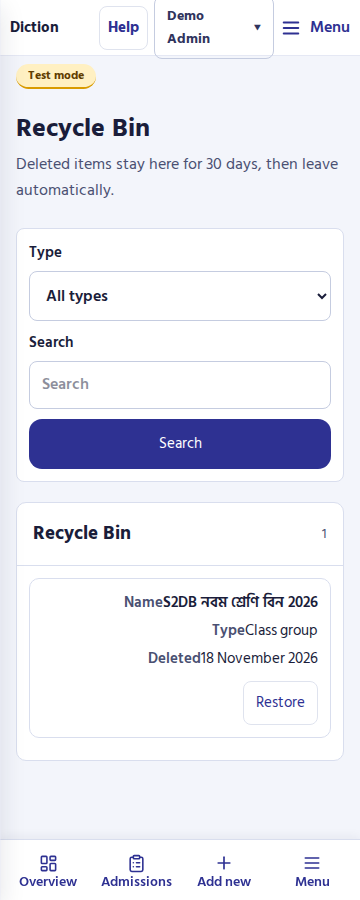 Diction
Help
Demo
Admin
Menu
Test mode
Recycle Bin
Deleted items stay here for 30 days, then leave
automatically.
Type
All types
Search
Search
Search
Recycle Bin
1
NameS2DB নবম শ্রেণি বিন 2026
TypeClass group
Deleted18 November 2026
Restore
Overview
Admissions
Add new
Menu